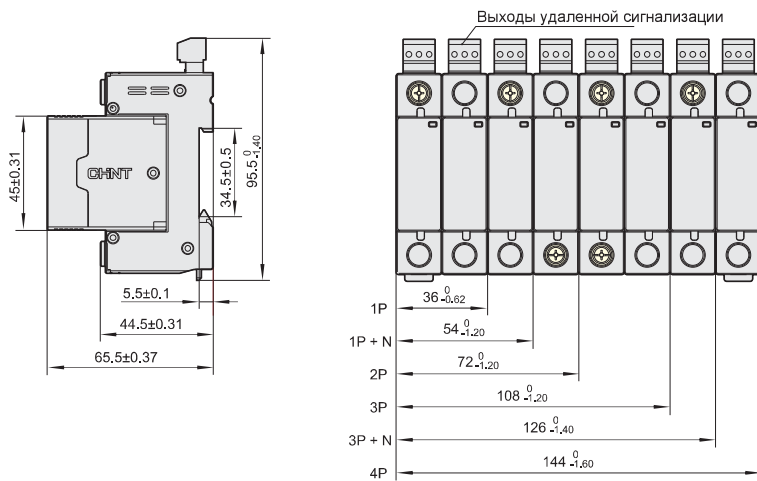 Выходы удаленной сигнализации
CHNT
45±0.31
34.5±0.5
95.5 0 -1.40
5.5±0.1
44.5±0.31
65.5±0.37
1P 36 0 -0.62
1P + N 54 0 -1.20
2P 72 0 -1.20
3P 108 0 -1.20
3P + N 126 0 -1.40
4P 144 0 -1.60